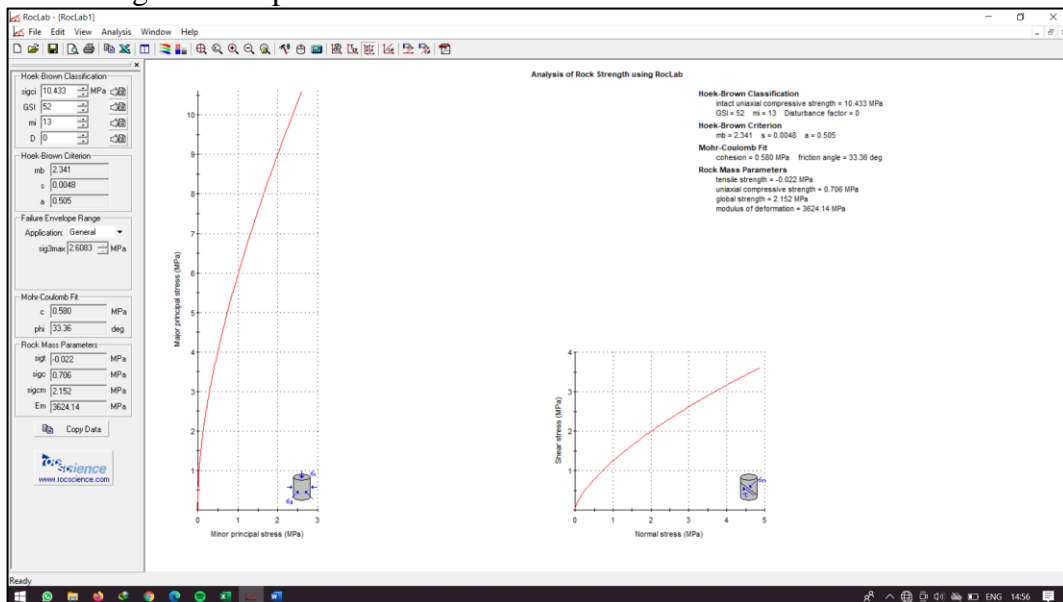 RocLab - [RocLab1]
File Edit View Analysis Window Help
Hoek-Brown Classification
sigci 10.433 MPa
GSI 52
mi 13
D 0
Hoek-Brown Criterion
mb 2.341
s 0.0048
a 0.505
Failure Envelope Range
Application: General
sig3max 2.6083 MPa
Mohr-Coulomb Fit
c 0.580 MPa
phi 33.36 deg
Rock Mass Parameters
sigt -0.022 MPa
sigc 0.706 MPa
sigcm 2.152 MPa
Em 3624.14 MPa
Copy Data
rocscience
www.rocscience.com
Analysis of Rock Strength using RocLab
Hoek-Brown Classification
intact uniaxial compressive strength = 10.433 MPa
GSI = 52 mi = 13 Disturbance factor = 0
Hoek-Brown Criterion
mb = 2.341 s = 0.0048 a = 0.505
Mohr-Coulomb Fit
cohesion = 0.580 MPa friction angle = 33.36 deg
Rock Mass Parameters
tensile strength = -0.022 MPa
uniaxial compressive strength = 0.706 MPa
global strength = 2.152 MPa
modulus of deformation = 3624.14 MPa
Major principal stress (MPa)
10
9
8
7
6
5
4
3
2
1
0 1 2 3
Minor principal stress (MPa)
Shear stress (MPa)
4
3
2
1
0 1 2 3 4 5
Normal stress (MPa)
Ready
ENG 14:56